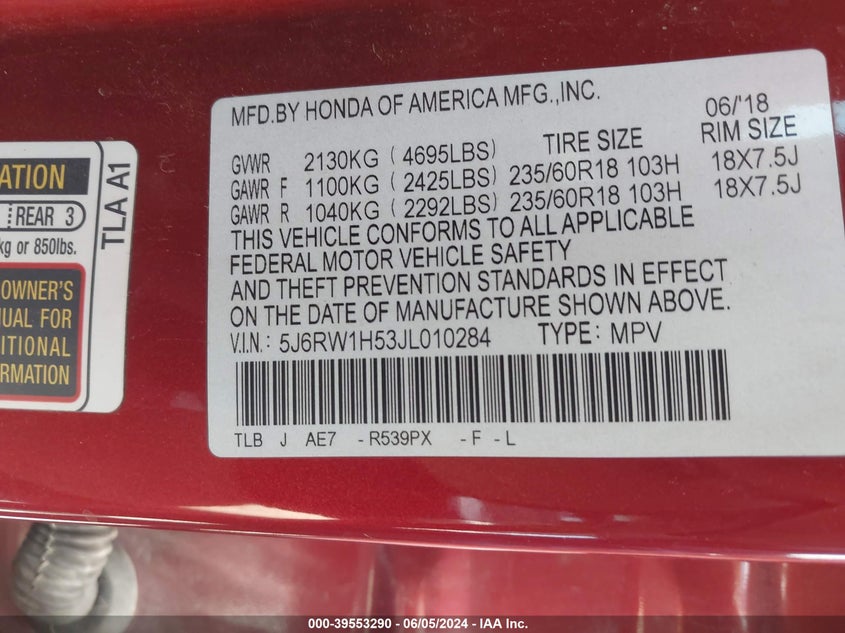 ATION
REAR 3
kg or 850lbs.
OWNER'S
UAL FOR
ITIONAL
RMATION
TLA A1
MFD.BY HONDA OF AMERICA MFG.,INC.
06/'18
TIRE SIZE RIM SIZE
GVWR 2130KG ( 4695LBS)
GAWR F 1100KG ( 2425LBS) 235/60R18 103H 18X7.5J
GAWR R 1040KG ( 2292LBS) 235/60R18 103H 18X7.5J
THIS VEHICLE CONFORMS TO ALL APPLICABLE
FEDERAL MOTOR VEHICLE SAFETY
AND THEFT PREVENTION STANDARDS IN EFFECT
ON THE DATE OF MANUFACTURE SHOWN ABOVE.
V.I.N.: 5J6RW1H53JL010284 TYPE: MPV
TLB J AE7 -R539PX -F-L
000-39553290 - 06/05/2024 - IAA Inc.